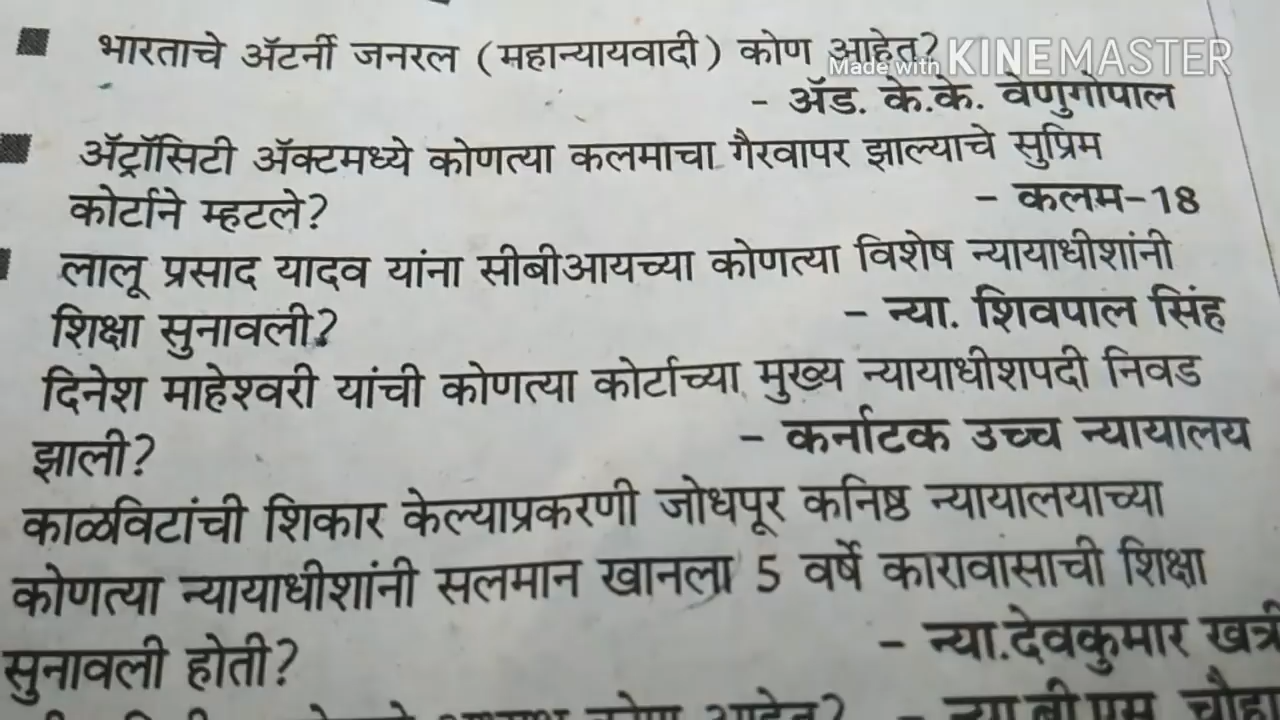 भारताचे ॲटर्नी जनरल (महान्यायवादी) कोण आहेत?
Made with KINEMASTER
- ॲड. के.के. वेणुगोपाल
ॲट्रॉसिटी ॲक्टमध्ये कोणत्या कलमाचा गैरवापर झाल्याचे सुप्रिम
कोर्टाने म्हटले? - कलम-18
लालू प्रसाद यादव यांना सीबीआयच्या कोणत्या विशेष न्यायाधीशांनी
शिक्षा सुनावली? - न्या. शिवपाल सिंह
दिनेश माहेश्वरी यांची कोणत्या कोर्टाच्या मुख्य न्यायाधीशपदी निवड
झाली? - कर्नाटक उच्च न्यायालय
काळविटांची शिकार केल्याप्रकरणी जोधपूर कनिष्ठ न्यायालयाच्या
कोणत्या न्यायाधीशांनी सलमान खानला 5 वर्षे कारावासाची शिक्षा
सुनावली होती? - न्या.देवकुमार खत्री
कोण आहेत? - न्या.बी.एस. चौहा